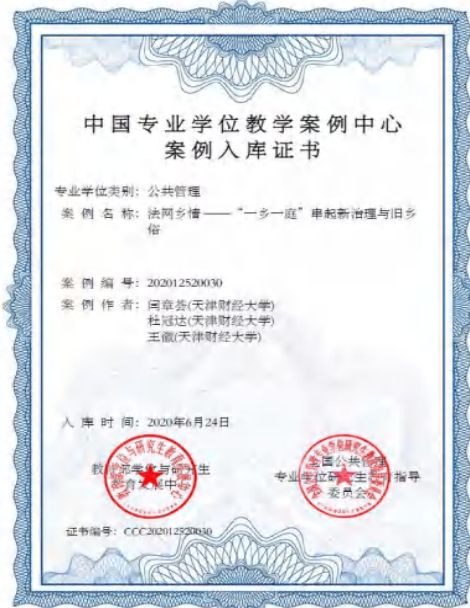 中国专业学位教学案例中心
案例入库证书
专业学位类别：公共管理
案 例 名 称：法网乡情——“一乡一庭”串起新治理与旧乡
俗
案 例 编 号：202012520030
案 例 作 者：闫章荟(天津财经大学)
杜冠达(天津财经大学)
王微(天津财经大学)
入 库 时 间：2020年6月24日
教育部学位与研究生
教育发展中心
全国公共管理
专业学位研究生教育指导
委员会
证书编号：CCC202012520030